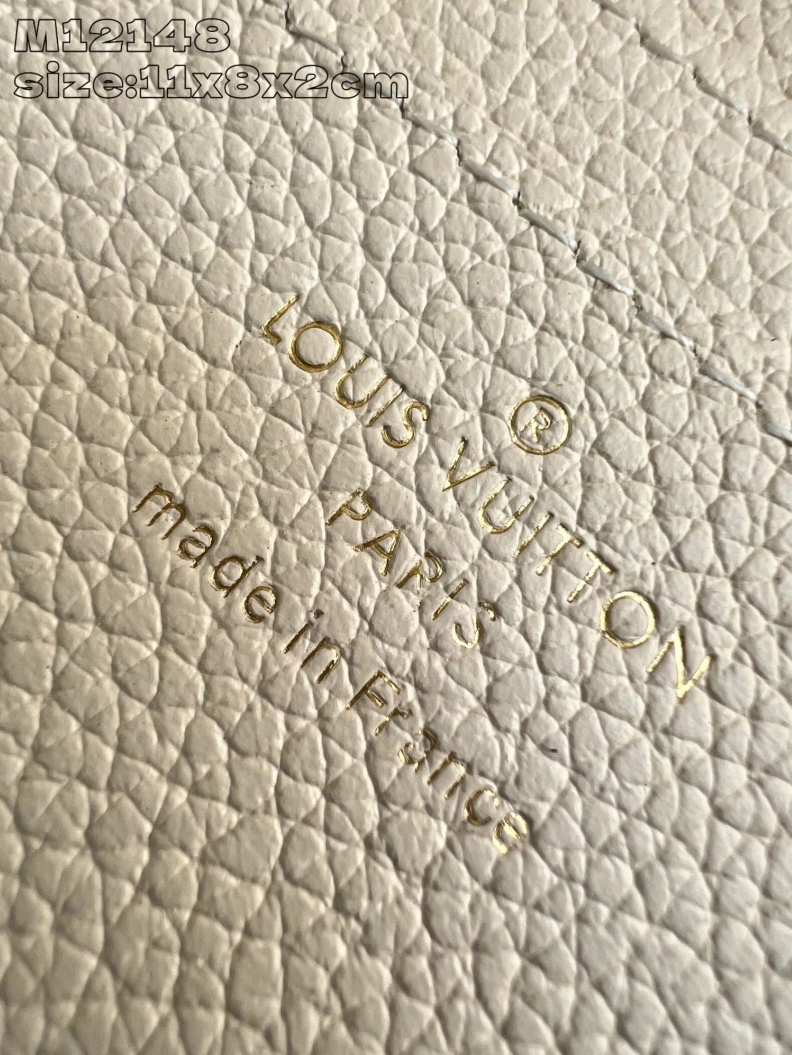 M12148
size:11x8x2cm
LOUIS VUITTON ®
PARIS
made in France